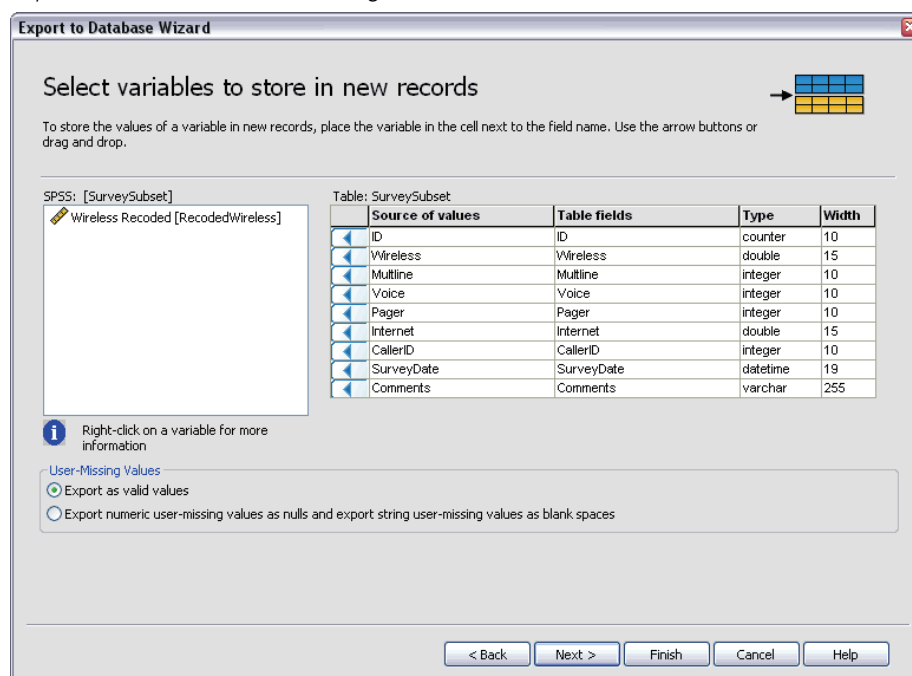 Export to Database Wizard
Select variables to store in new records
To store the values of a variable in new records, place the variable in the cell next to the field name. Use the arrow buttons or
drag and drop.
SPSS: [SurveySubset]
Wireless Recoded [RecodedWireless]
Table: SurveySubset
Source of values Table fields Type Width
ID ID counter 10
Wireless Wireless double 15
Multline Multline integer 10
Voice Voice integer 10
Pager Pager integer 10
Internet Internet double 15
CallerID CallerID integer 10
SurveyDate SurveyDate datetime 19
Comments Comments varchar 255
Right-click on a variable for more
information
User-Missing Values
Export as valid values
Export numeric user-missing values as nulls and export string user-missing values as blank spaces
< Back Next > Finish Cancel Help